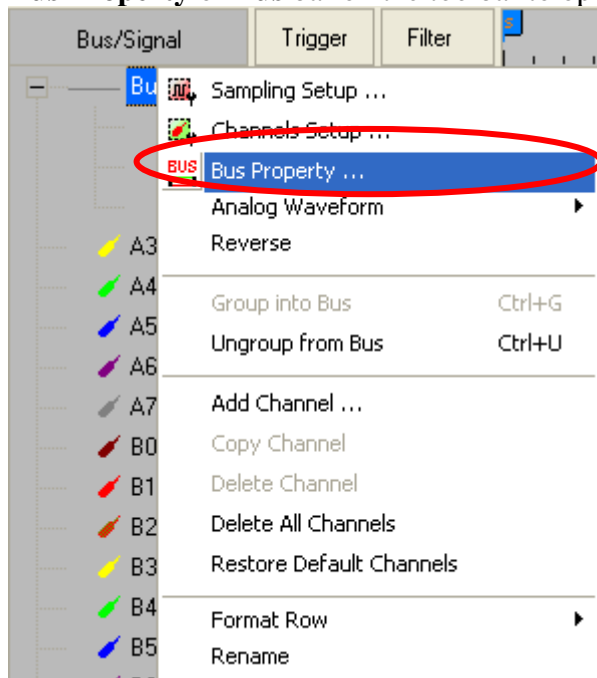 Bus/Signal Trigger Filter
Bu
Sampling Setup ...
Channels Setup ...
BUS Bus Property ...
Analog Waveform
A3 Reverse
A4 Group into Bus Ctrl+G
A5 Ungroup from Bus Ctrl+U
A6
A7 Add Channel ...
B0 Copy Channel
B1 Delete Channel
B2 Delete All Channels
B3 Restore Default Channels
B4 Format Row
B5 Rename